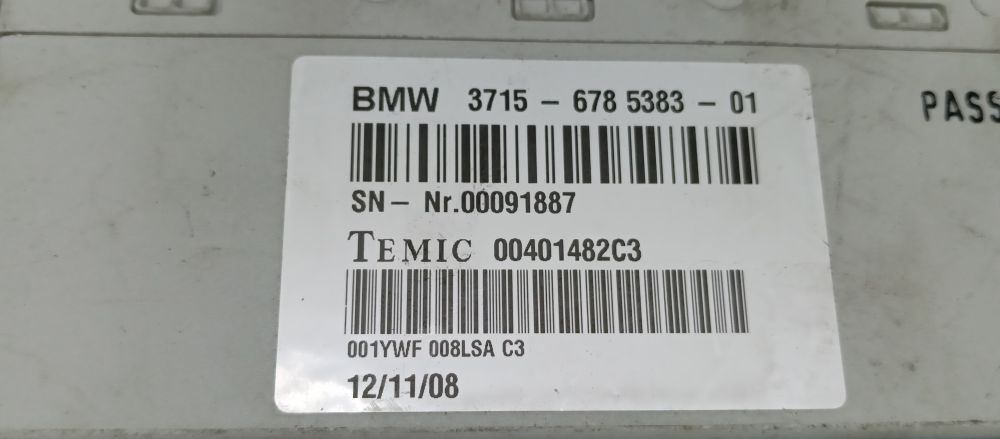 BMW 3715 - 678 5383 - 01
SN - Nr.00091887
TEMIC 00401482C3
001YWF 008LSA C3
12/11/08
PASS